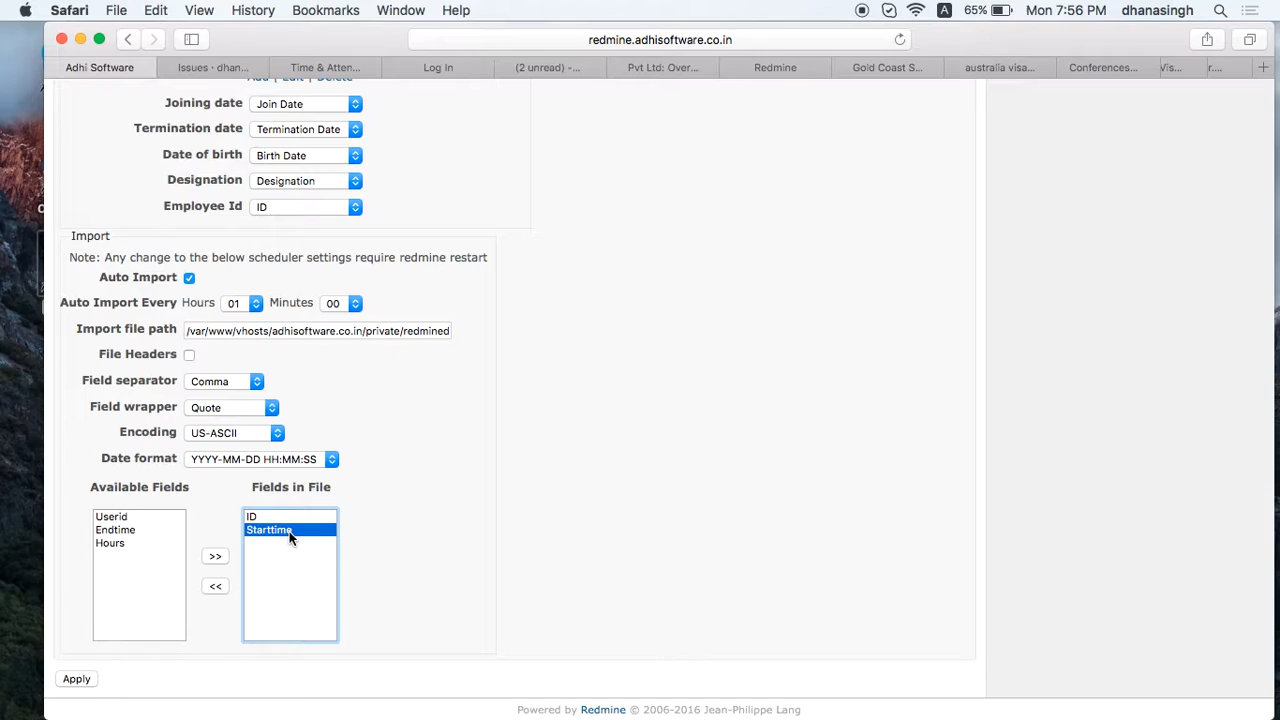 Safari File Edit View History Bookmarks Window Help A 65% Mon 7:56 PM dhanasingh
redmine.adhisoftware.co.in
Adhi Software Issues · dhan... Time & Atten... Log In (2 unread) -... Pvt Ltd: Over... Redmine Gold Coast S... australia visa... Conferences... Vis... r....
Add | Edit | Delete
Joining date Join Date
Termination date Termination Date
Date of birth Birth Date
Designation Designation
Employee Id ID
Import
Note: Any change to the below scheduler settings require redmine restart
Auto Import
Auto Import Every Hours 01 Minutes 00
Import file path /var/www/vhosts/adhisoftware.co.in/private/redmined
File Headers
Field separator Comma
Field wrapper Quote
Encoding US-ASCII
Date format YYYY-MM-DD HH:MM:SS
Available Fields Fields in File
Userid ID
Endtime Starttime
Hours
>>
<<
Apply
Powered by Redmine © 2006-2016 Jean-Philippe Lang